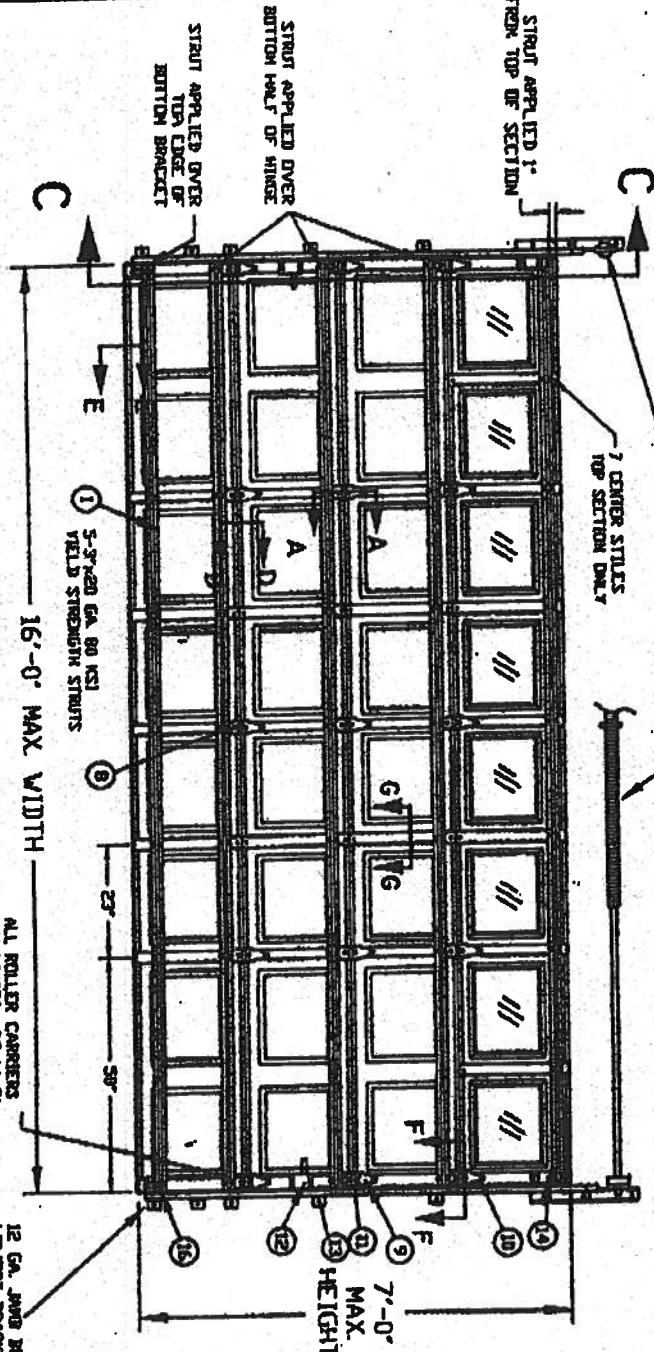 STRUT APPLIED 1"
FROM TOP OF SECTION
STRUT APPLIED OVER
BOTTOM HALF OF HINGE
STRUT APPLIED OVER
TOP EDGE OF
BOTTOM BRACKET
C
C
7 CENTER STILES
TOP SECTION ONLY
E
1
5-3"x20 GA. 80 KSI
YIELD STRENGTH STRUTS
A
A
D
D
8
G
G
23"
50"
16'-0" MAX. WIDTH
F
F
14
10
9
11
13
12
16
7'-0"
MAX.
HEIGHT
ALL ROLLER CARRIERS
12 GA.